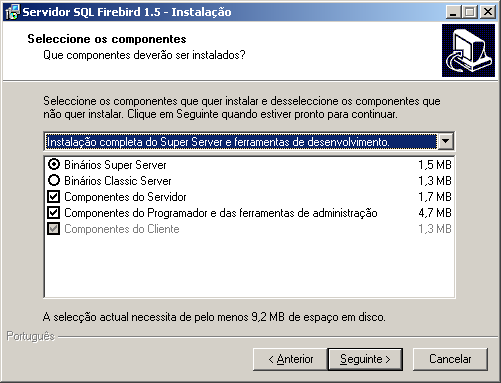 Servidor SQL Firebird 1.5 - Instalação
Seleccione os componentes
Que componentes deverão ser instalados?
Seleccione os componentes que quer instalar e desseleccione os componentes que
não quer instalar. Clique em Seguinte quando estiver pronto para continuar.
Instalação completa do Super Server e ferramentas de desenvolvimento.
Binários Super Server 1,5 MB
Binários Classic Server 1,3 MB
Componentes do Servidor 1,7 MB
Componentes do Programador e das ferramentas de administração 4,7 MB
Componentes do Cliente 1,3 MB
A selecção actual necessita de pelo menos 9,2 MB de espaço em disco.
Português
< Anterior Seguinte > Cancelar